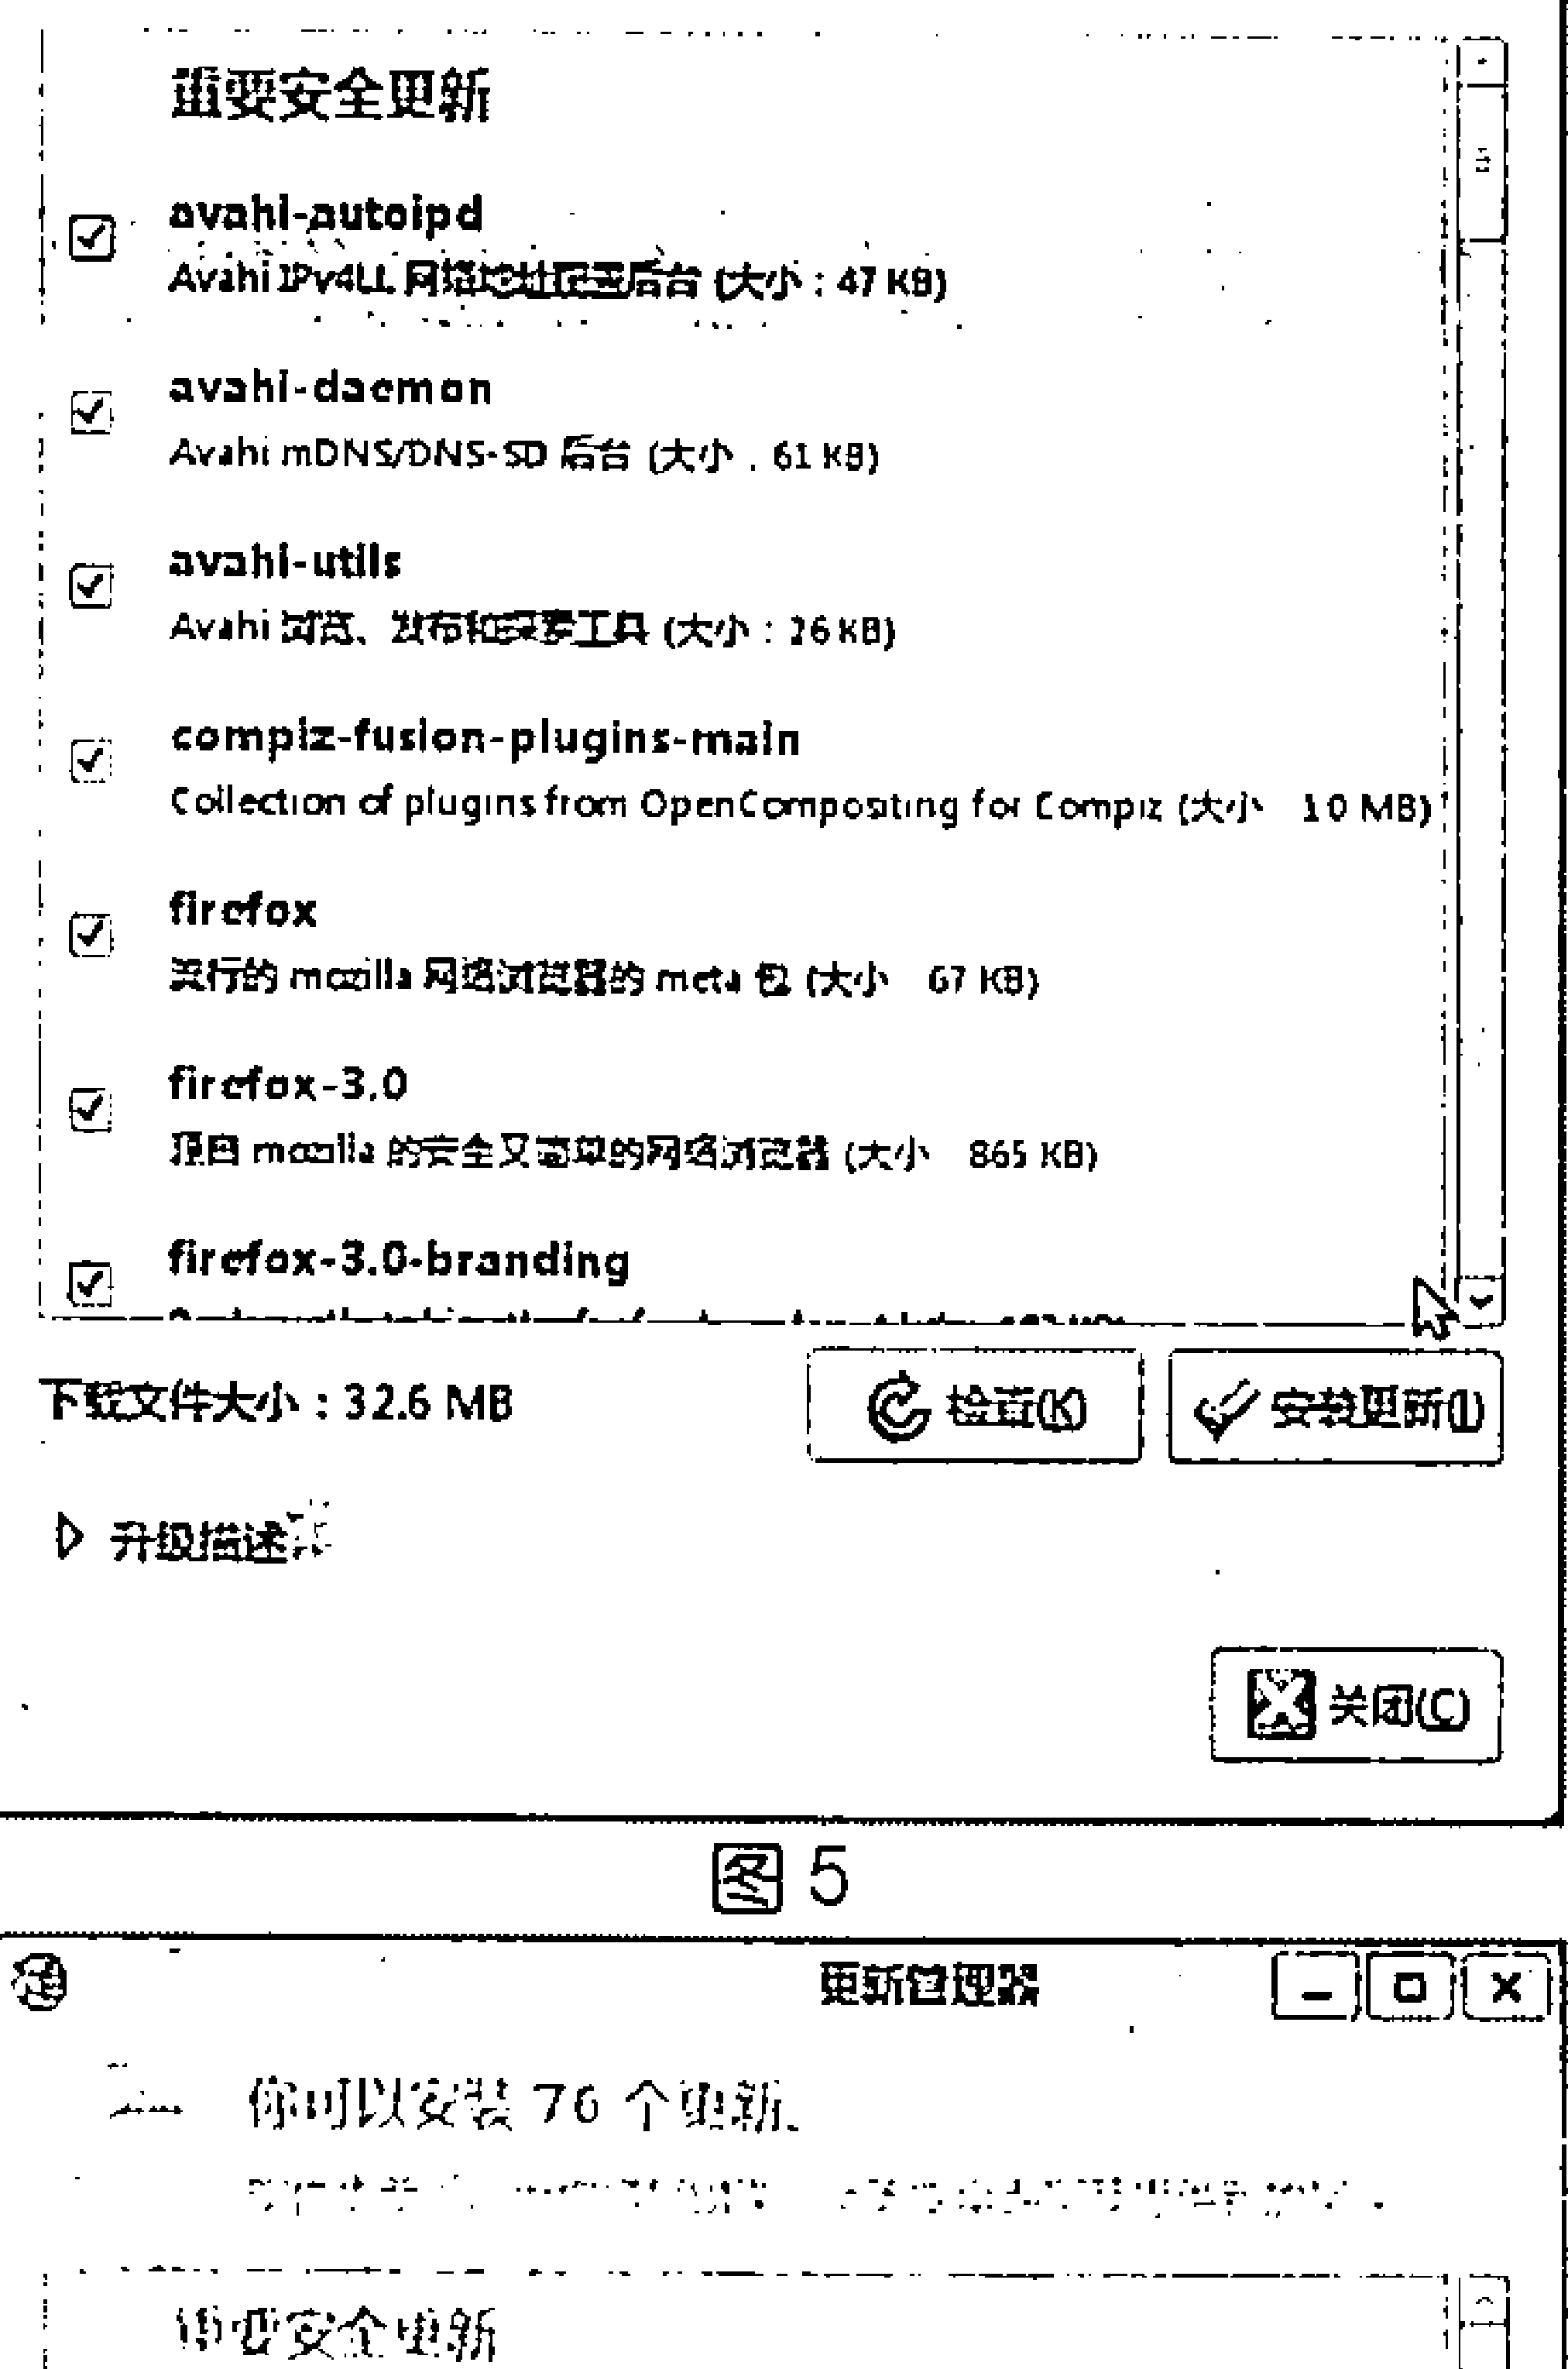 重要安全更新
avahi-autoipd
Avahi IPv4LL 网络地址配置后台 (大小：47 KB)
avahi-daemon
Avahi mDNS/DNS-SD 后台 (大小：61 KB)
avahi-utils
Avahi 浏览、发布和探索工具 (大小：26 KB)
compiz-fusion-plugins-main
Collection of plugins from OpenCompositing for Compiz (大小 1.0 MB)
firefox
流行的 mozilla 网络浏览器的 meta 包 (大小 67 KB)
firefox-3.0
源自 mozilla 的安全又简单的网络浏览器 (大小 865 KB)
firefox-3.0-branding
下载文件大小：32.6 MB
检查(K)
安装更新(I)
升级描述
关闭(C)
图 5
更新管理器
你可以安装 76 个更新
重要安全更新